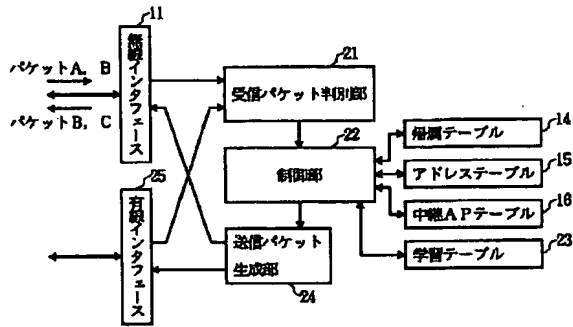 11
無線インタフェース
パケットA, B
パケットB, C
21
受信パケット判別部
22
制御部
帰属テーブル
14
アドレステーブル
15
中継APテーブル
16
学習テーブル
23
25
有線インタフェース
送信パケット
生成部
24